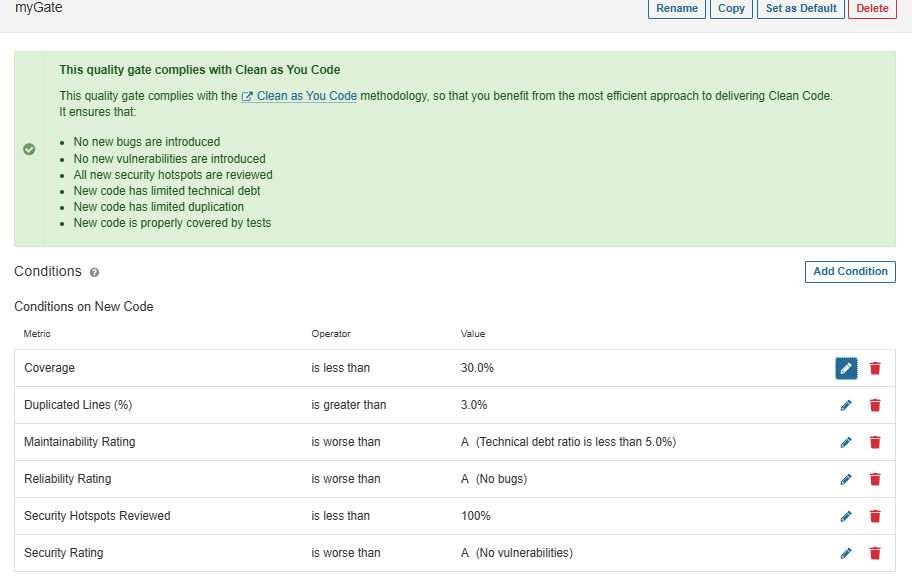 myGate
Rename Copy Set as Default Delete
This quality gate complies with Clean as You Code
This quality gate complies with the Clean as You Code methodology, so that you benefit from the most efficient approach to delivering Clean Code.
It ensures that:
• No new bugs are introduced
• No new vulnerabilities are introduced
• All new security hotspots are reviewed
• New code has limited technical debt
• New code has limited duplication
• New code is properly covered by tests
Conditions ?
Add Condition
Conditions on New Code
Metric Operator Value
Coverage is less than 30.0%
Duplicated Lines (%) is greater than 3.0%
Maintainability Rating is worse than A (Technical debt ratio is less than 5.0%)
Reliability Rating is worse than A (No bugs)
Security Hotspots Reviewed is less than 100%
Security Rating is worse than A (No vulnerabilities)